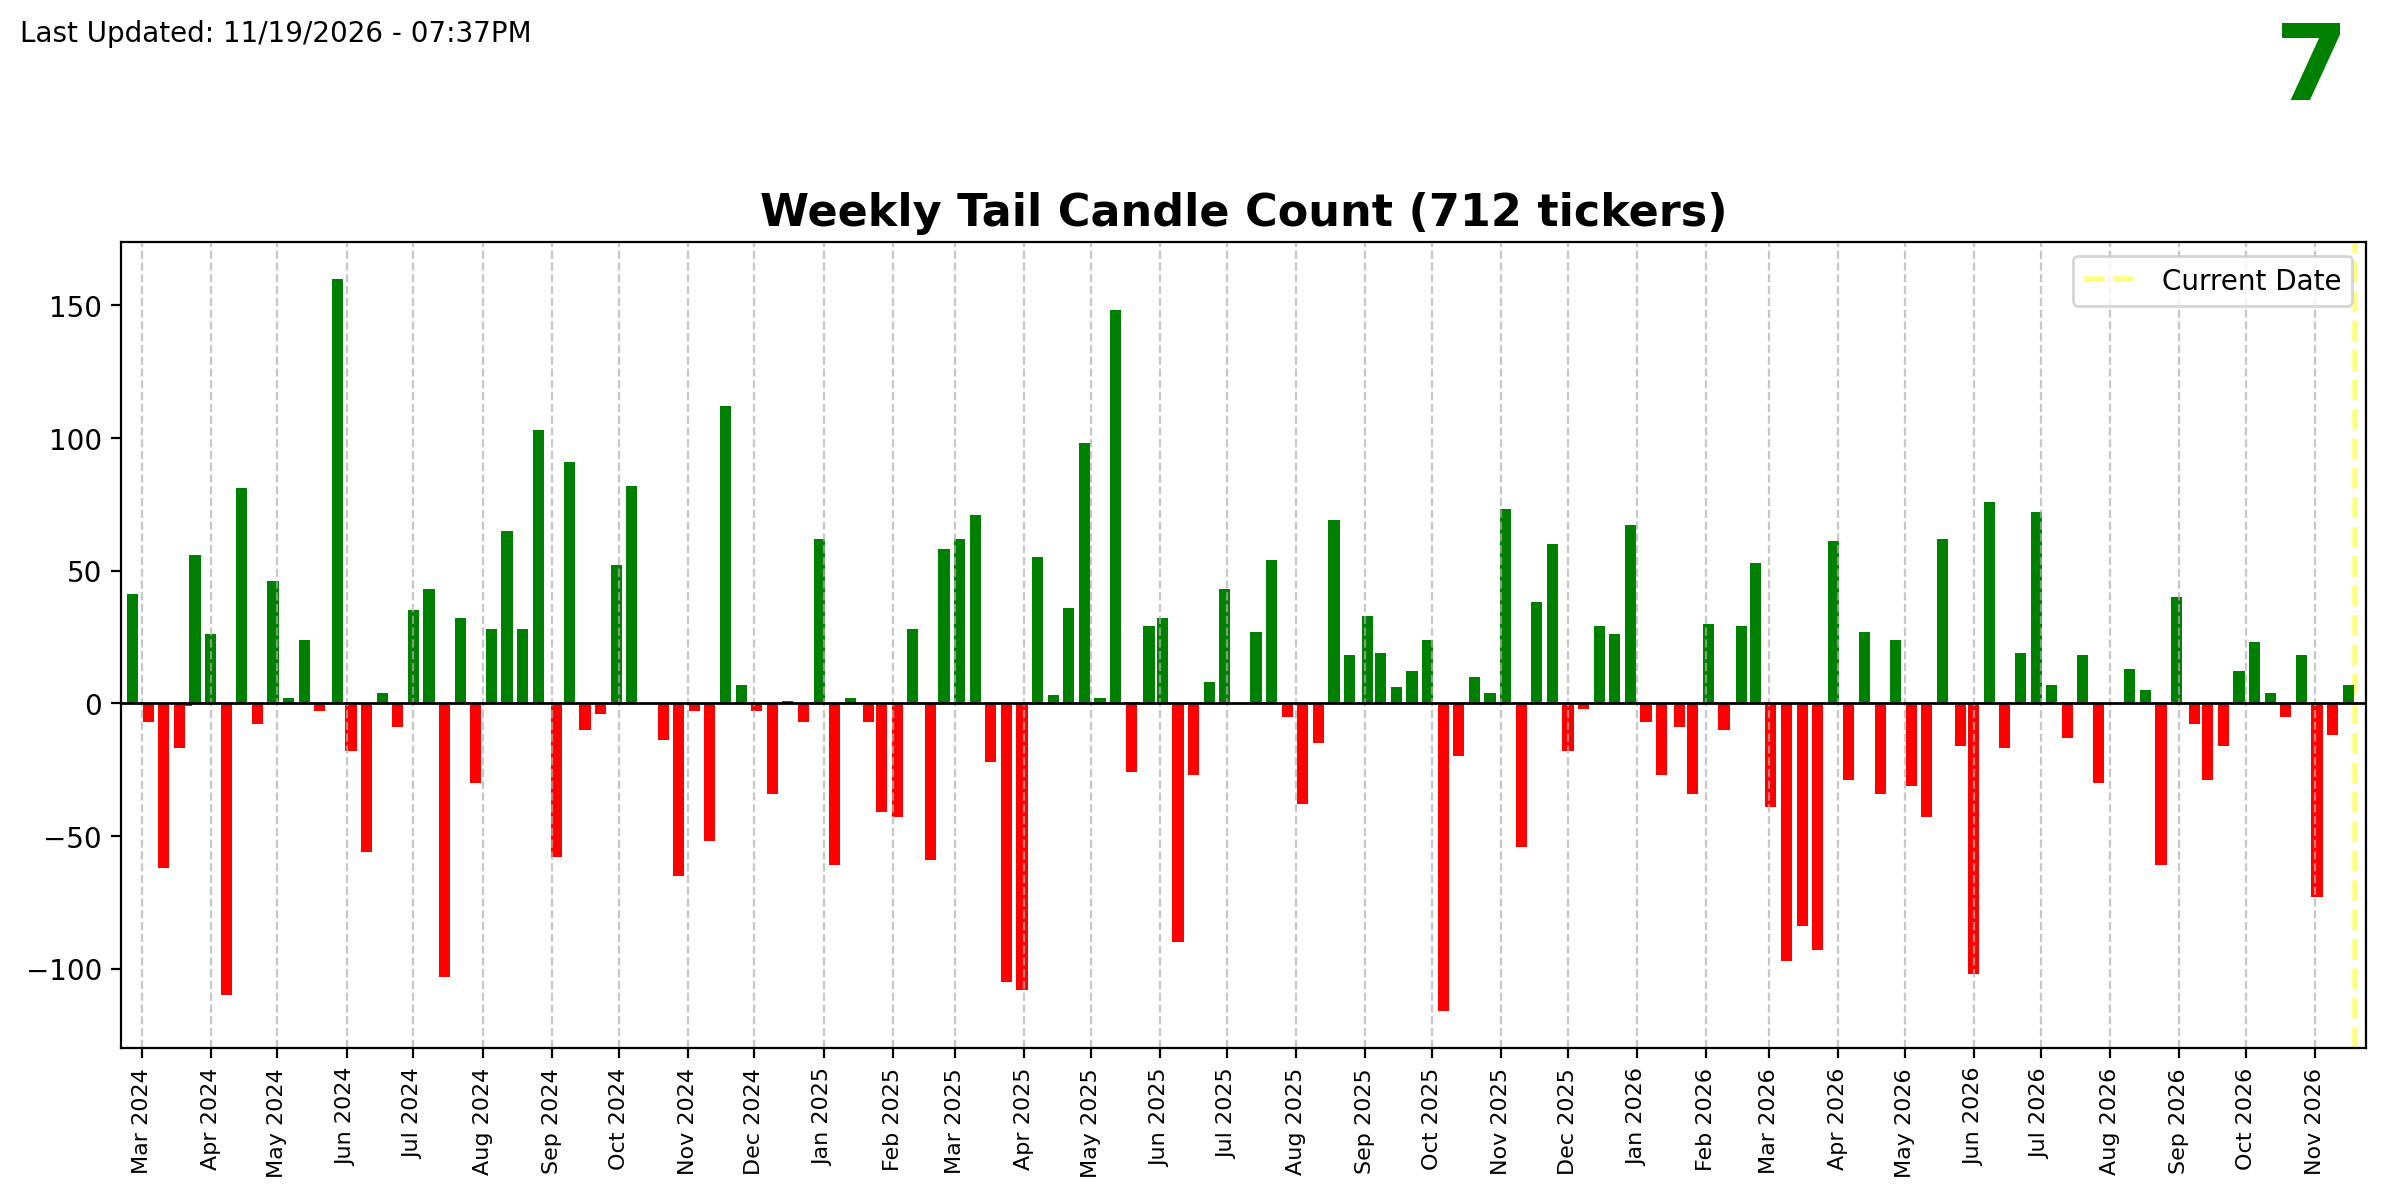 Last Updated: 11/19/2026 - 07:37PM
7
Weekly Tail Candle Count (712 tickers)
Current Date
150
100
50
0
−50
−100
Mar 2024
Apr 2024
May 2024
Jun 2024
Jul 2024
Aug 2024
Sep 2024
Oct 2024
Nov 2024
Dec 2024
Jan 2025
Feb 2025
Mar 2025
Apr 2025
May 2025
Jun 2025
Jul 2025
Aug 2025
Sep 2025
Oct 2025
Nov 2025
Dec 2025
Jan 2026
Feb 2026
Mar 2026
Apr 2026
May 2026
Jun 2026
Jul 2026
Aug 2026
Sep 2026
Oct 2026
Nov 2026